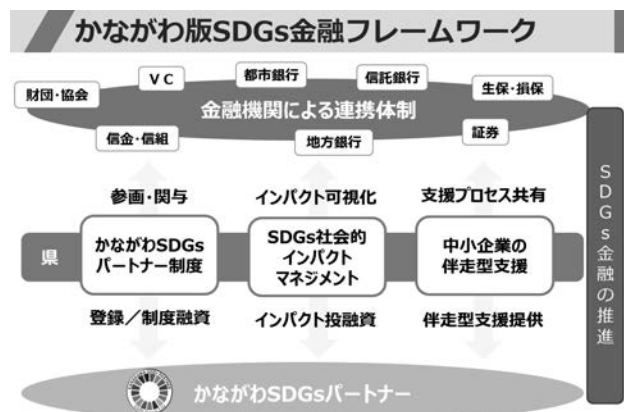 かながわ版SDGs金融フレームワーク
財団・協会
VC
都市銀行
信託銀行
生保・損保
金融機関による連携体制
信金・信組
地方銀行
証券
参画・関与
インパクト可視化
支援プロセス共有
県
かながわSDGs
パートナー制度
SDGs社会的
インパクト
マネジメント
中小企業の
伴走型支援
登録／制度融資
インパクト投融資
伴走型支援提供
かながわSDGsパートナー
SDGs金融の推進